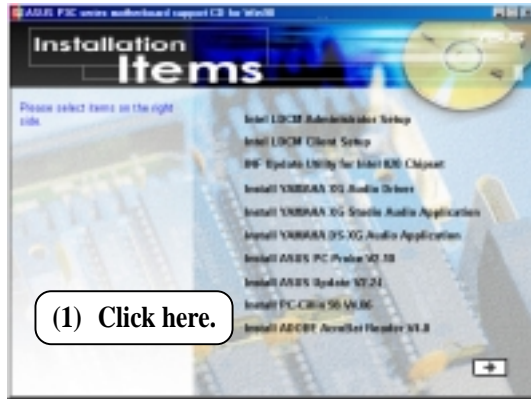 ASUS P3C series motherboard support CD for Win98
Installation
Items
Please select items on the right
side.
Intel LDCM Administrator Setup
Intel LDCM Client Setup
INF Update Utility for Intel 820 Chipset
Install YAMAHA XG Audio Driver
Install YAMAHA XG Studio Audio Application
Install YAMAHA DS-XG Audio Application
Install ASUS PC Probe V2.10
Install ASUS Update V2.24
Install PC-Cillin 98 V6.06
Install ADOBE Acrobat Reader V4.0
(1) Click here.